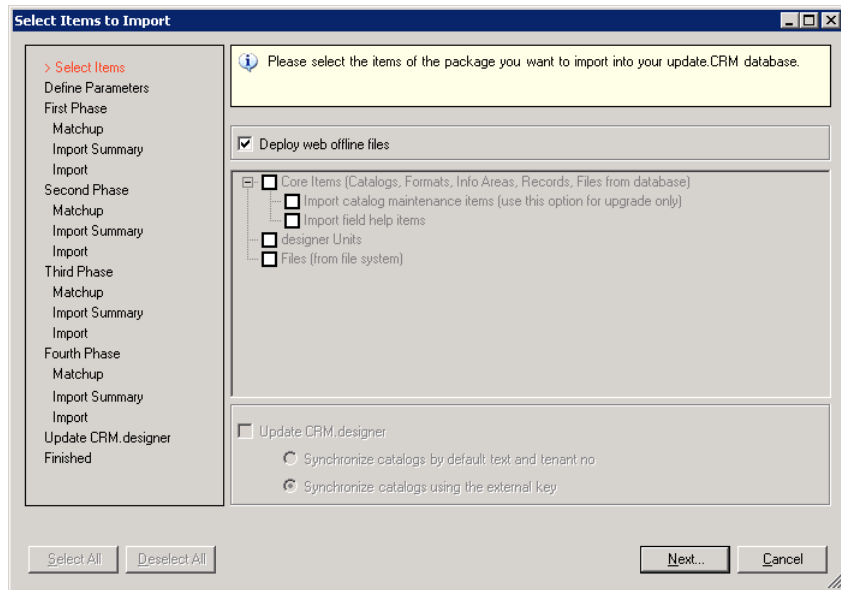 Select Items to Import
> Select Items
Define Parameters
First Phase
Matchup
Import Summary
Import
Second Phase
Matchup
Import Summary
Import
Third Phase
Matchup
Import Summary
Import
Fourth Phase
Matchup
Import Summary
Import
Update CRM.designer
Finished
Please select the items of the package you want to import into your update.CRM database.
Deploy web offline files
Core Items (Catalogs, Formats, Info Areas, Records, Files from database)
Import catalog maintenance items (use this option for upgrade only)
Import field help items
designer Units
Files (from file system)
Update CRM.designer
Synchronize catalogs by default text and tenant no
Synchronize catalogs using the external key
Select All
Deselect All
Next...
Cancel